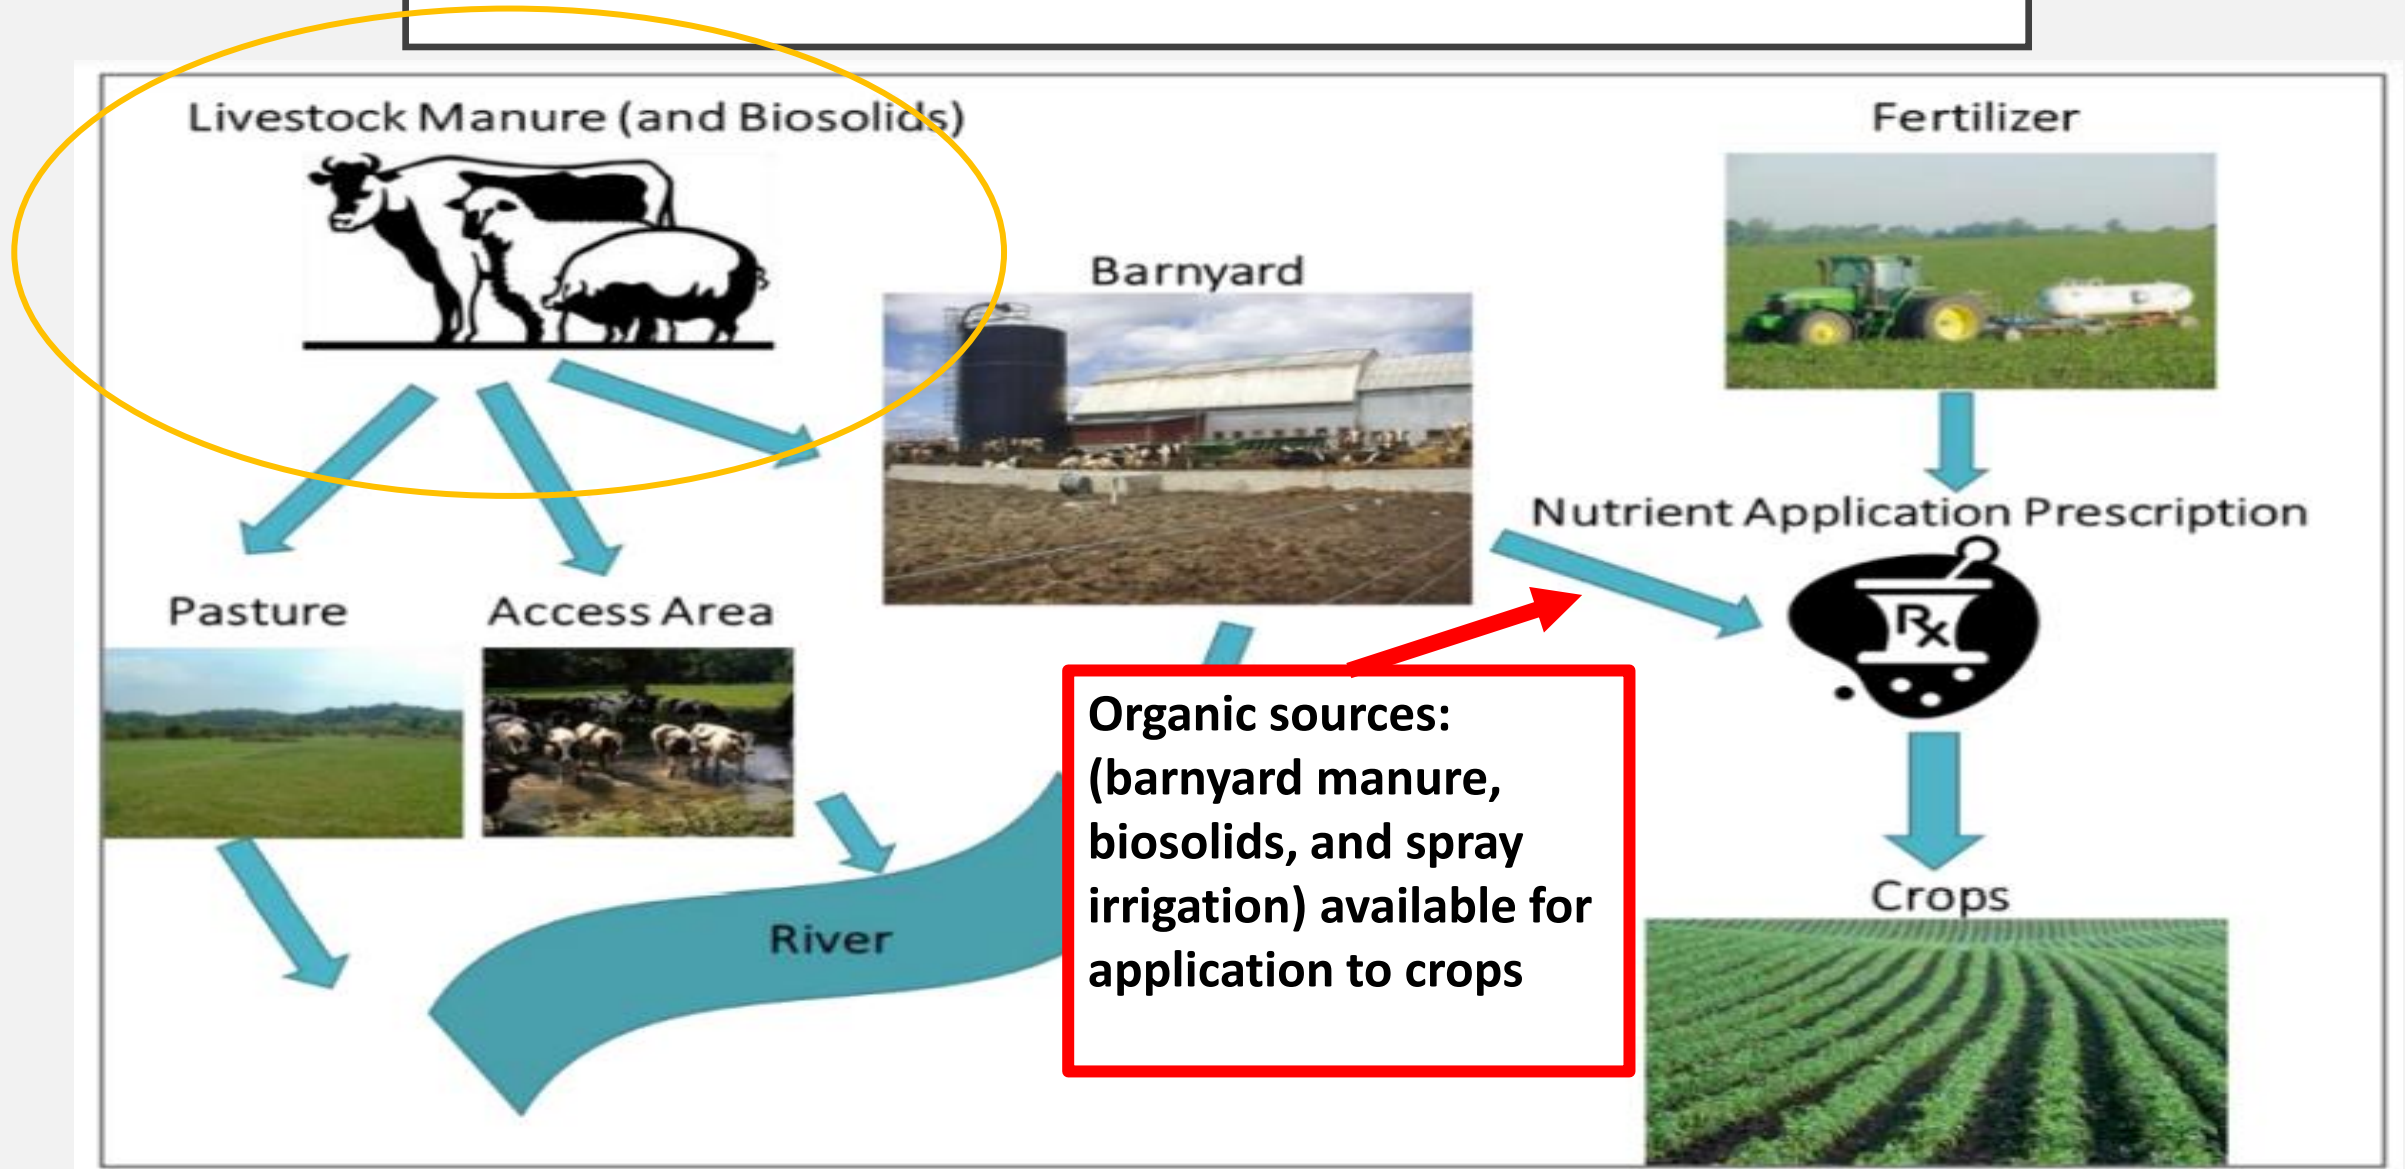 Livestock Manure (and Biosolids)
Fertilizer
Barnyard
Nutrient Application Prescription
Rx
Pasture
Access Area
Organic sources:
(barnyard manure,
biosolids, and spray
irrigation) available for
application to crops
Crops
River